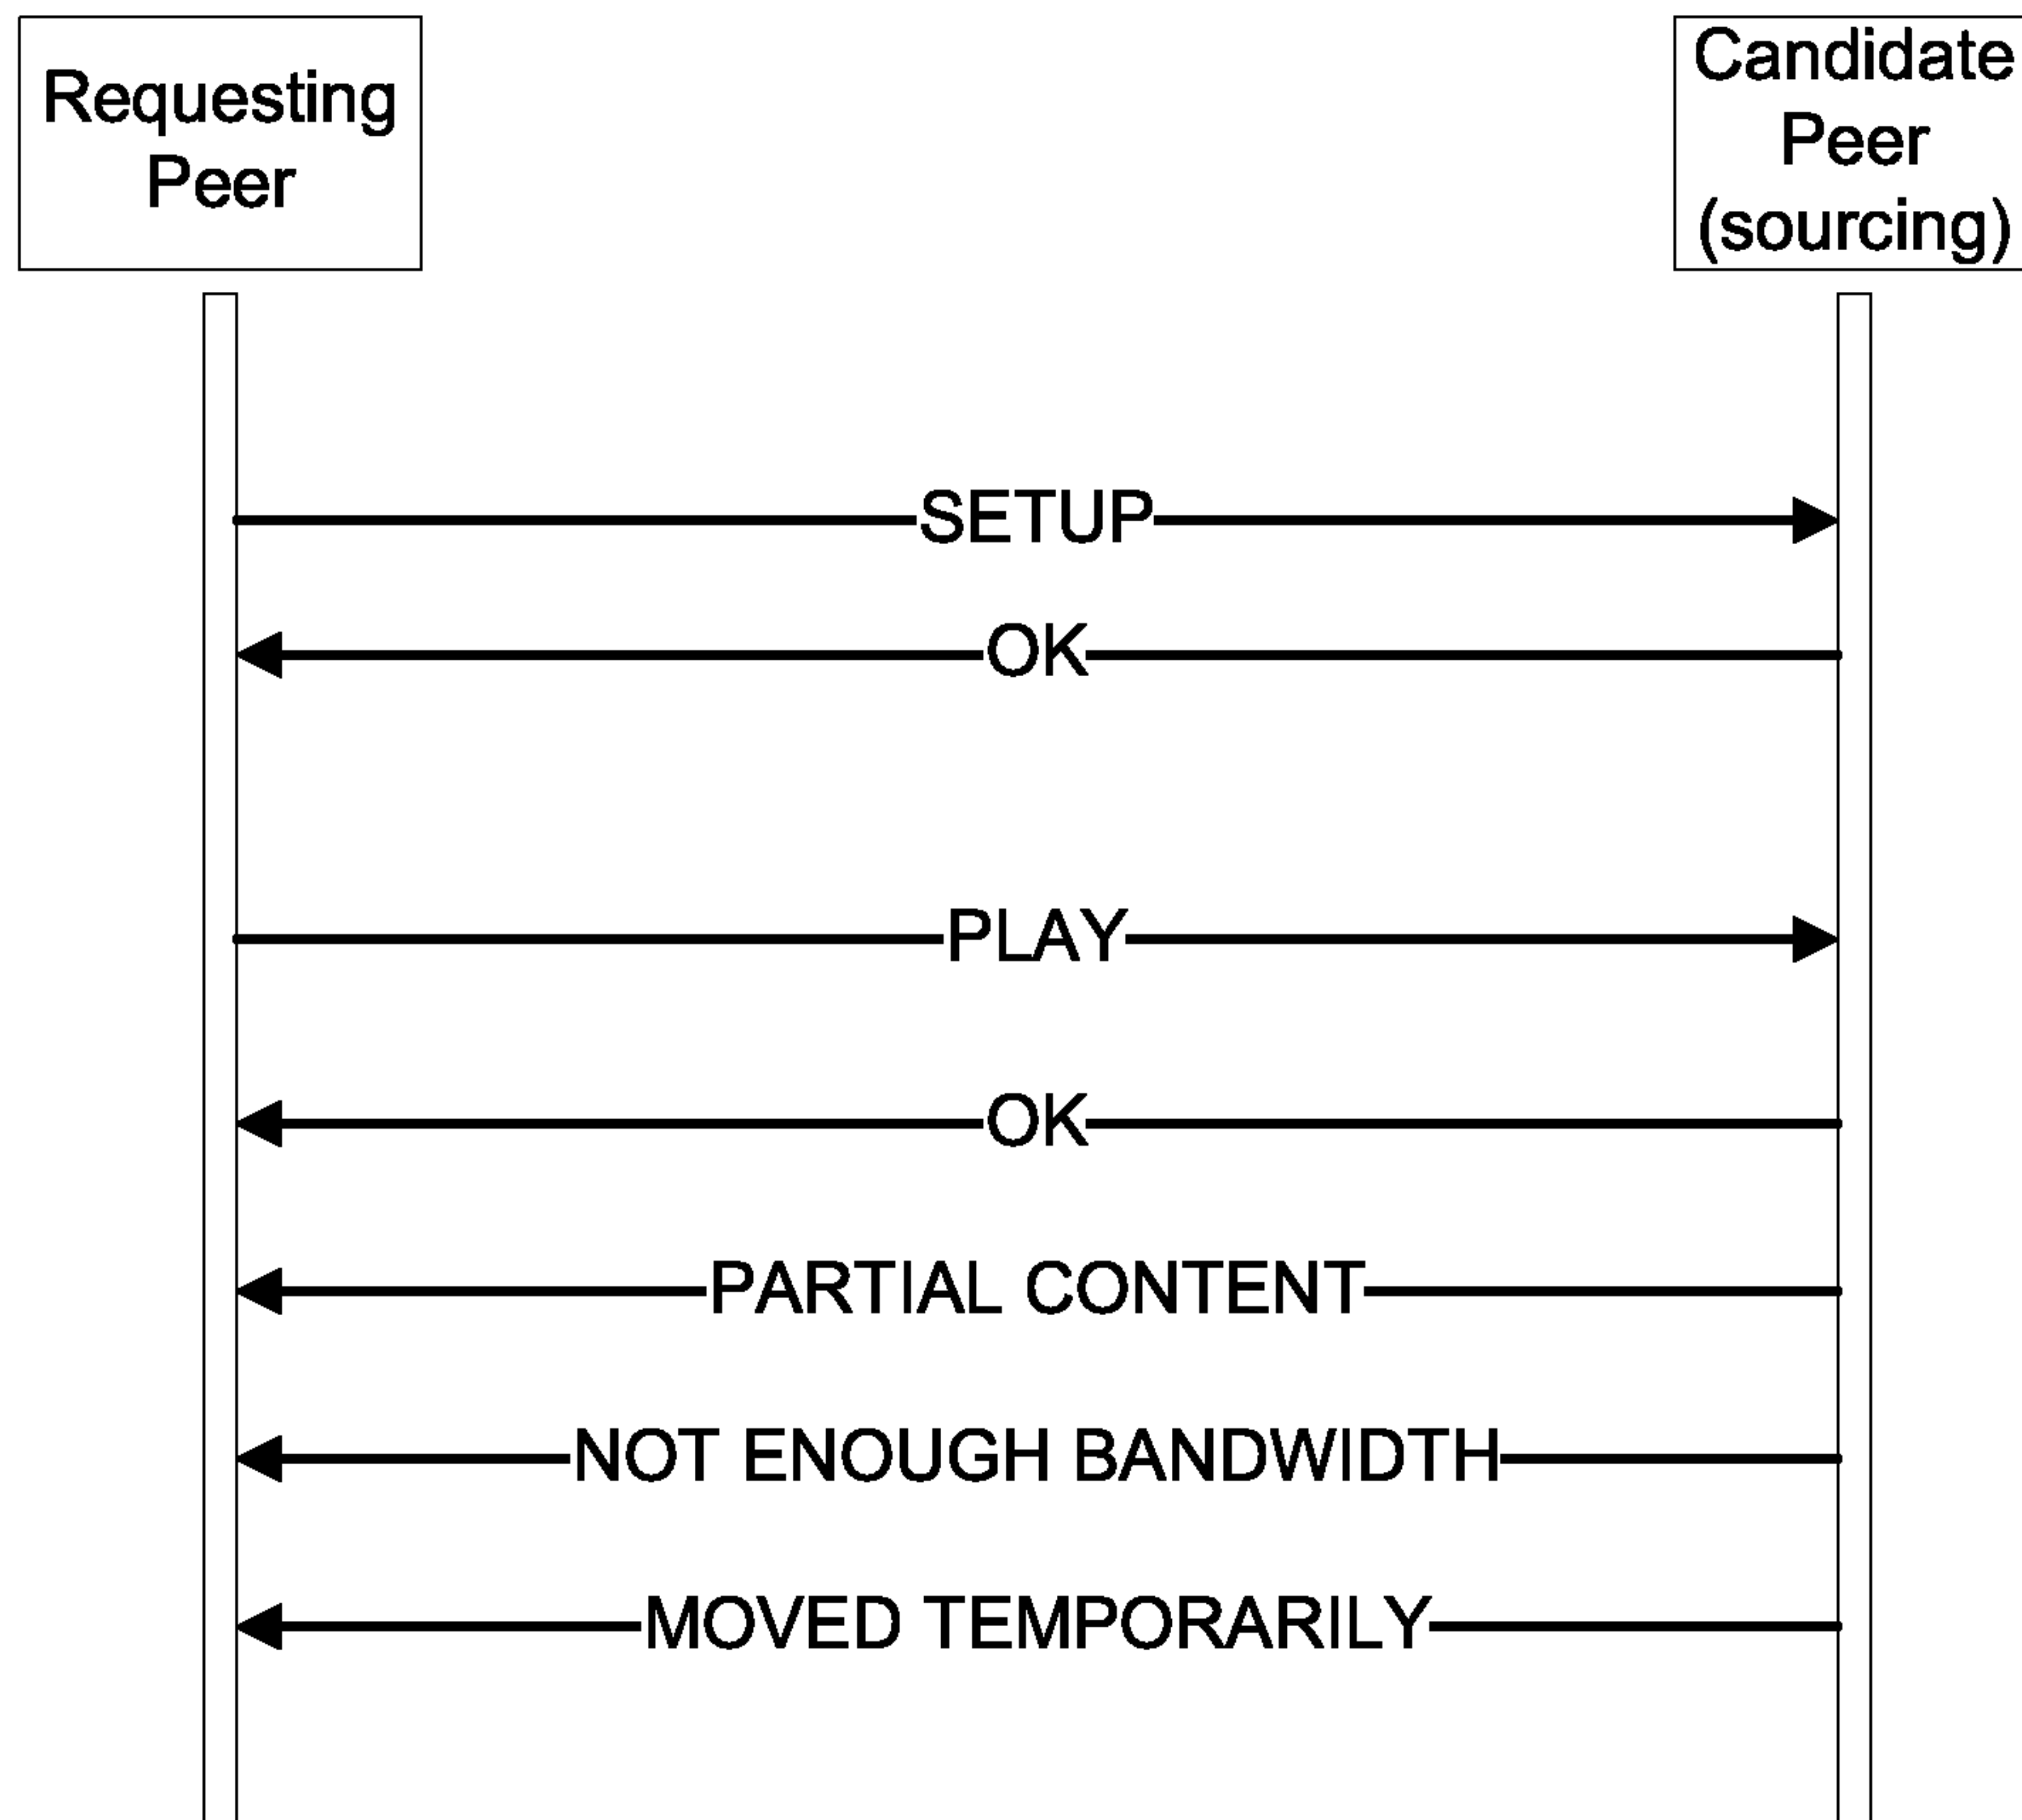 Requesting
Peer
Candidate
Peer
(sourcing)
SETUP
OK
PLAY
OK
PARTIAL CONTENT
NOT ENOUGH BANDWIDTH
MOVED TEMPORARILY